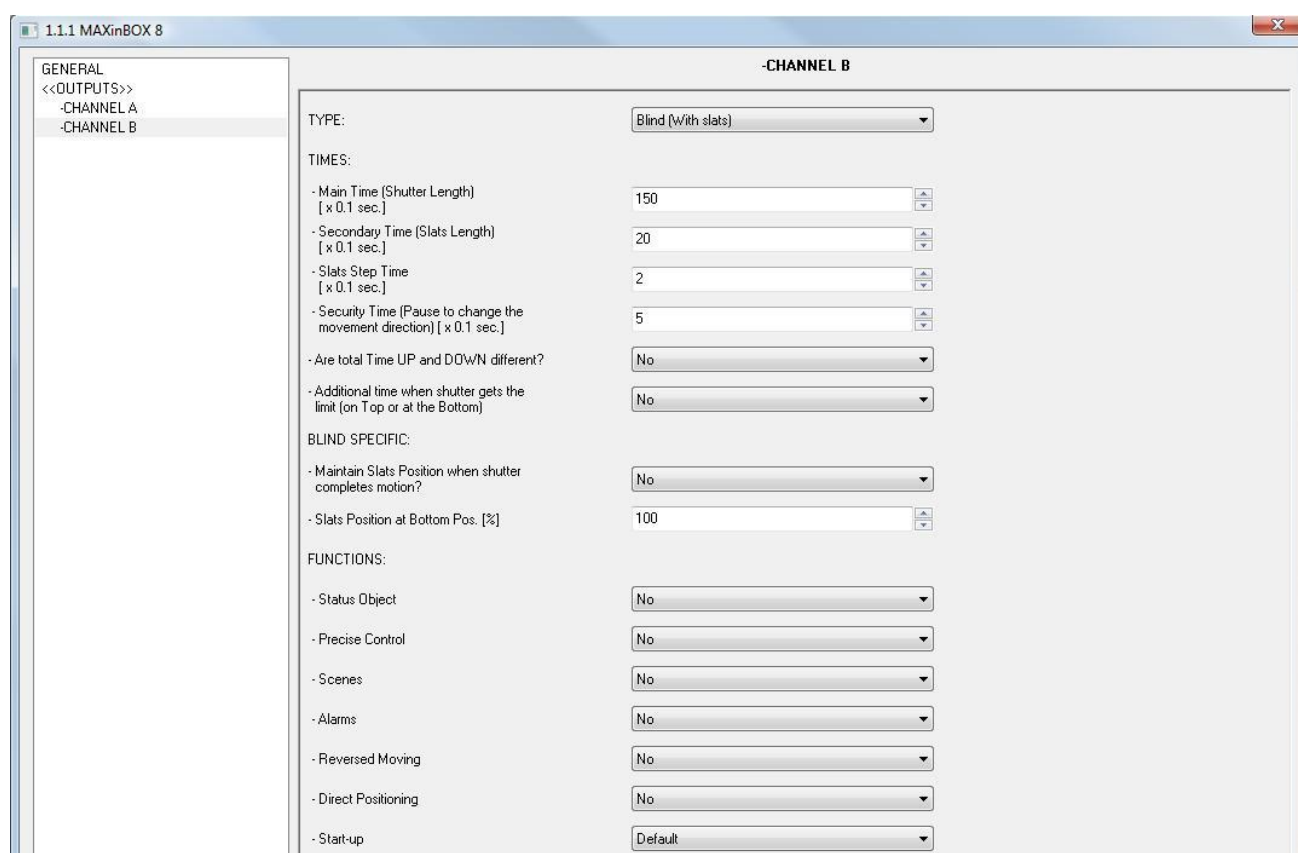 1.1.1 MAXinBOX 8
GENERAL
<<OUTPUTS>>
-CHANNEL A
-CHANNEL B
-CHANNEL B
TYPE: Blind (With slats)
TIMES:
- Main Time (Shutter Length)
[ x 0.1 sec.] 150
- Secondary Time (Slats Length)
[ x 0.1 sec.] 20
- Slats Step Time
[ x 0.1 sec.] 2
- Security Time (Pause to change the
movement direction) [ x 0.1 sec.] 5
- Are total Time UP and DOWN different? No
- Additional time when shutter gets the
limit (on Top or at the Bottom) No
BLIND SPECIFIC:
- Maintain Slats Position when shutter
completes motion? No
- Slats Position at Bottom Pos. [%] 100
FUNCTIONS:
- Status Object No
- Precise Control No
- Scenes No
- Alarms No
- Reversed Moving No
- Direct Positioning No
- Start-up Default